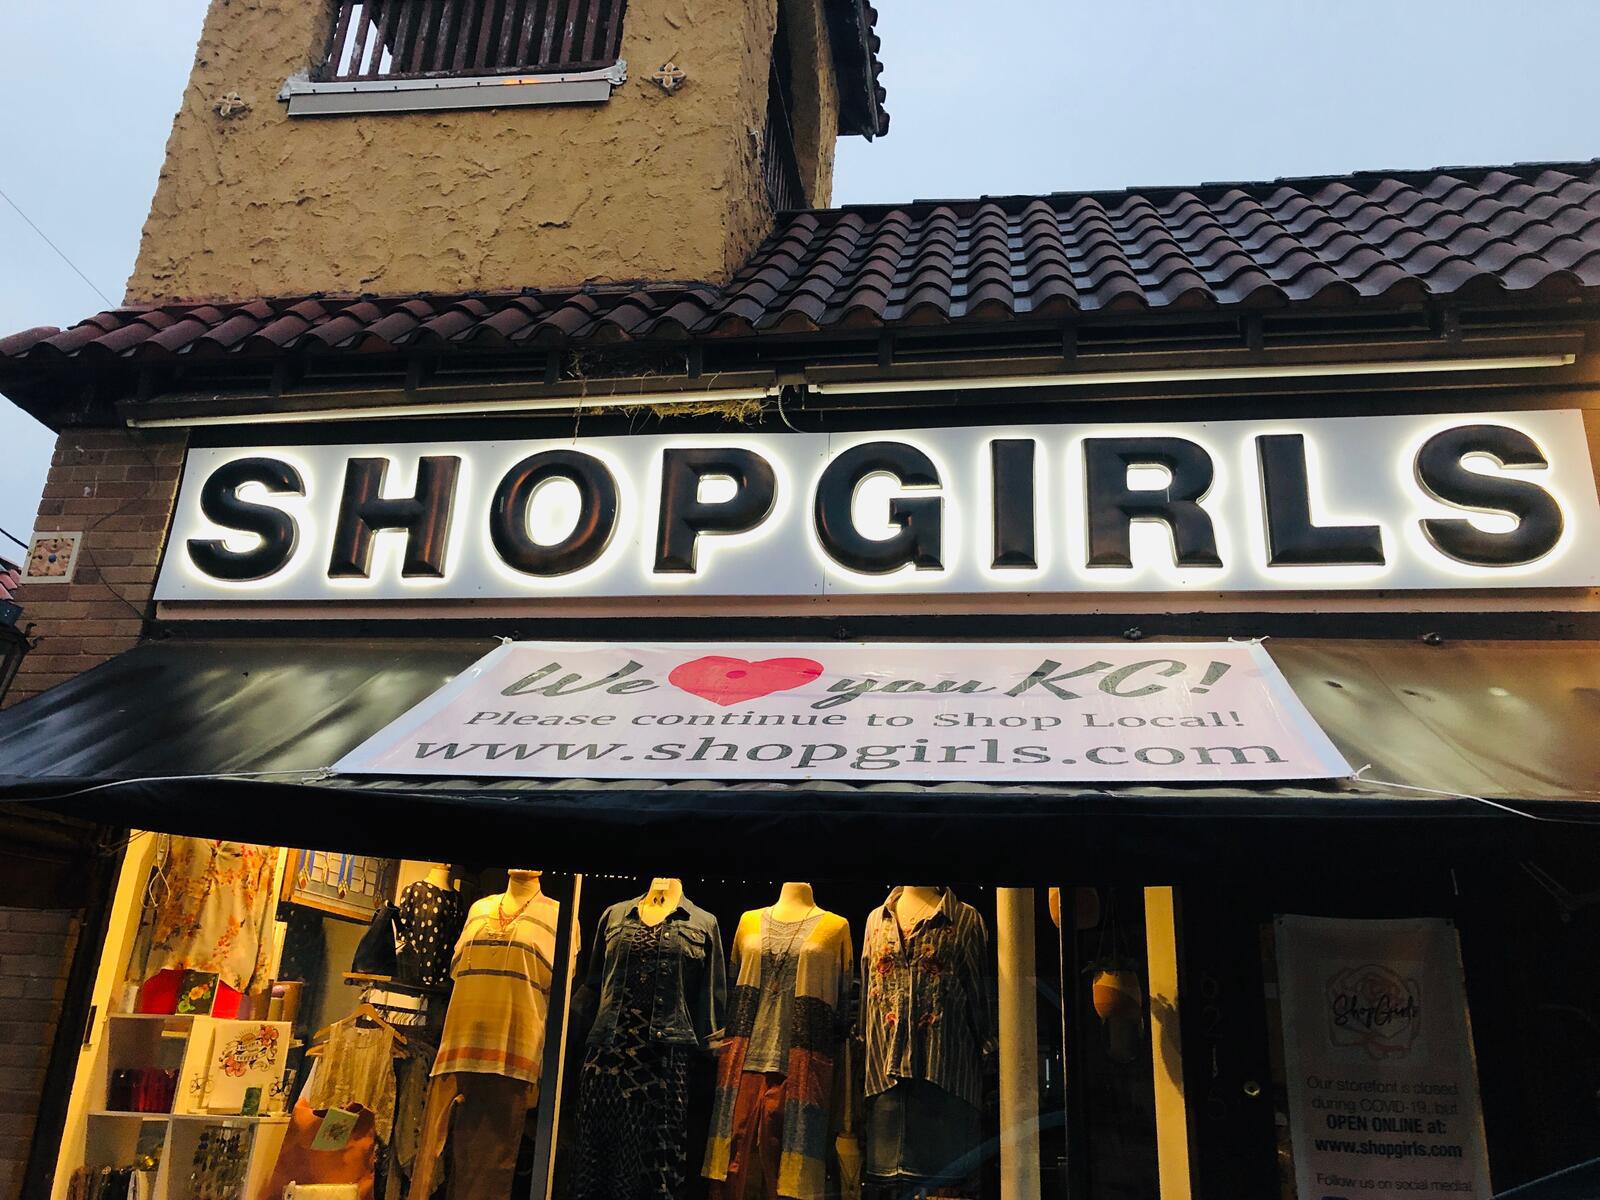 SHOPGIRLS
We you KC!
Please continue to Shop Local!
www.shopgirls.com
ShopGirls
Our storefront is closed
during COVID-19, but
OPEN ONLINE at:
www.shopgirls.com
Follow us on social media!